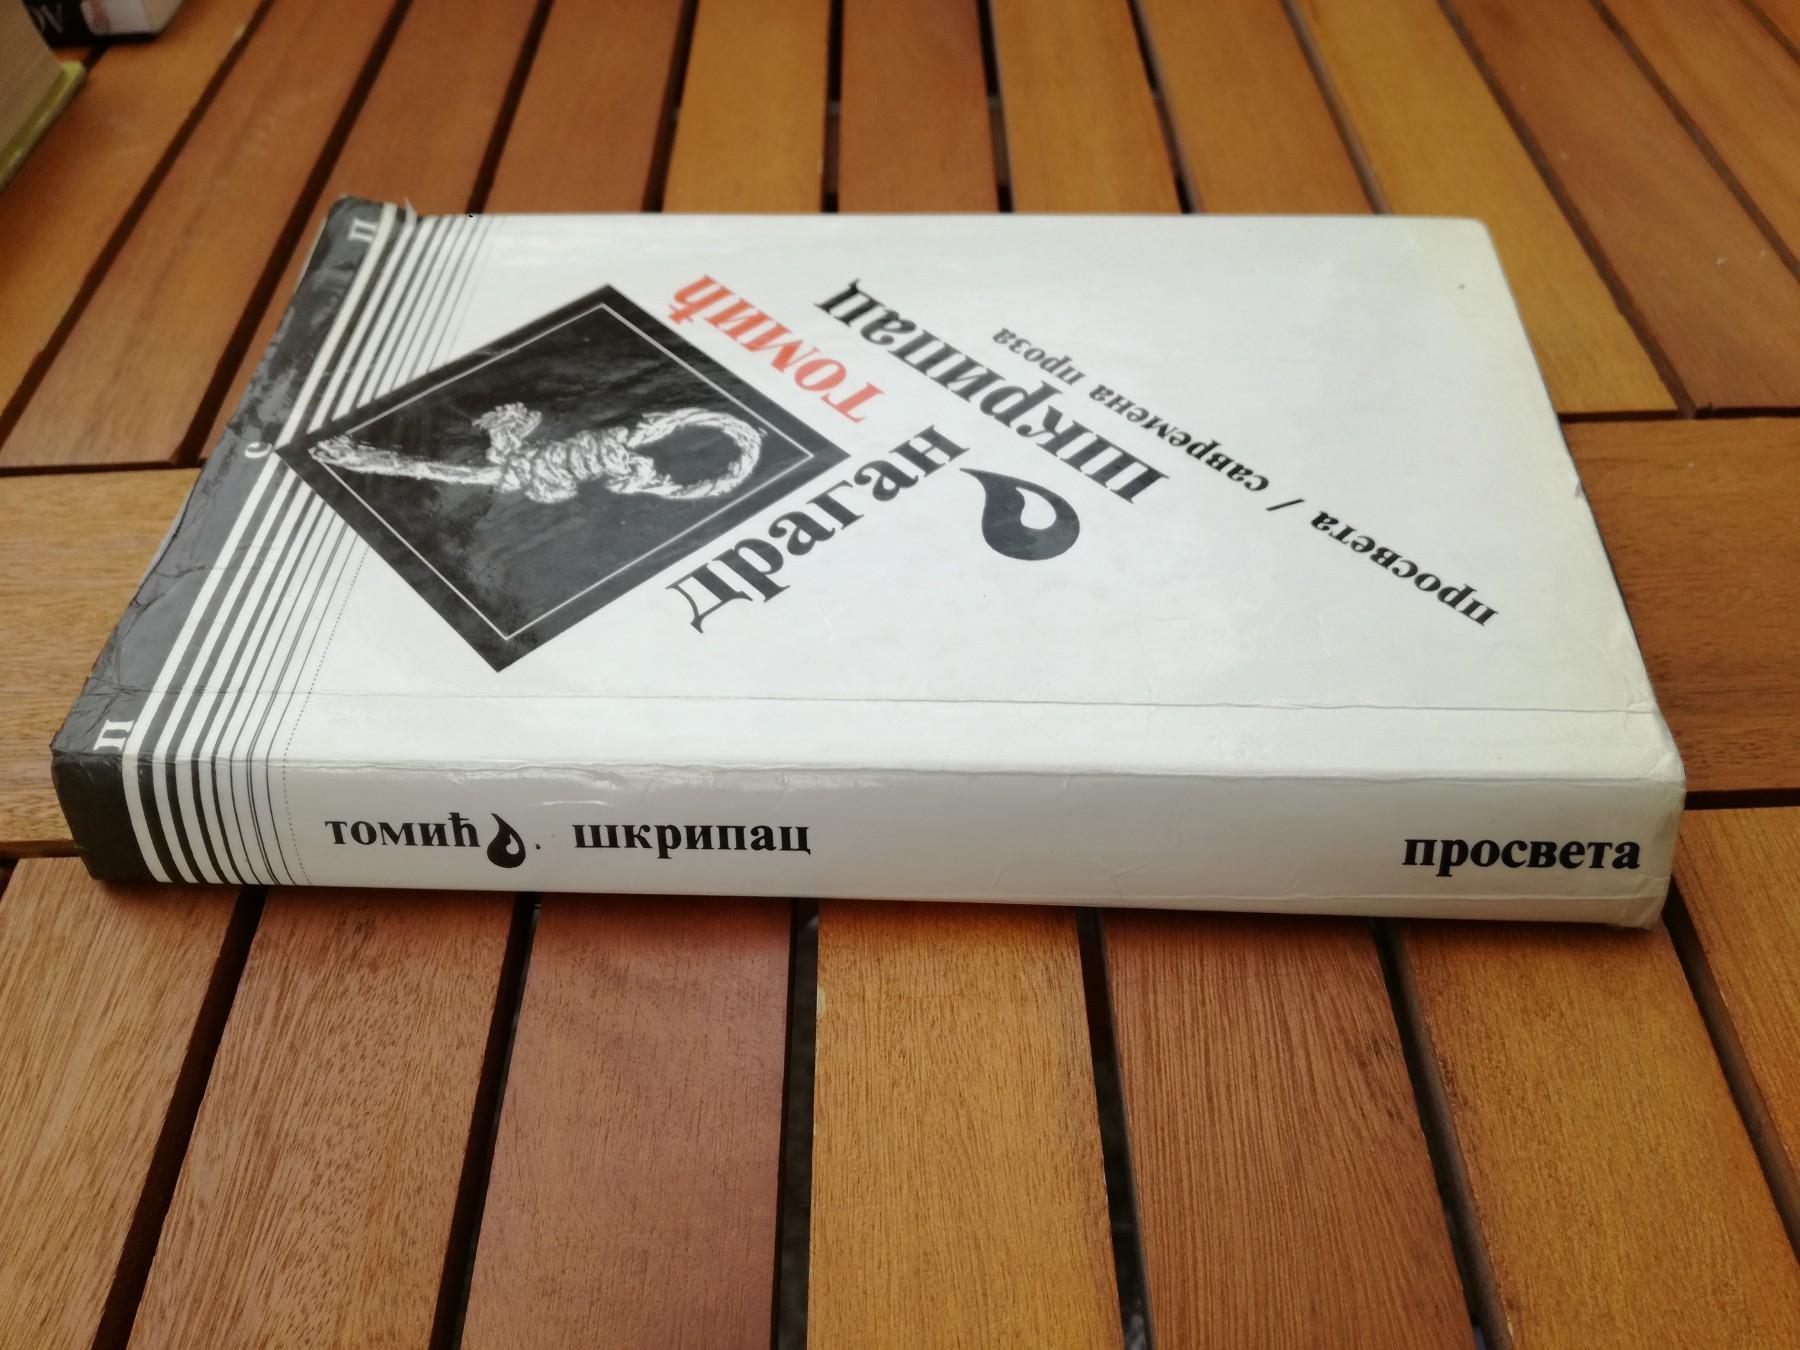 п с п
драган
томић
шкрипац
просвета / савремена проза
томић шкрипац просвета